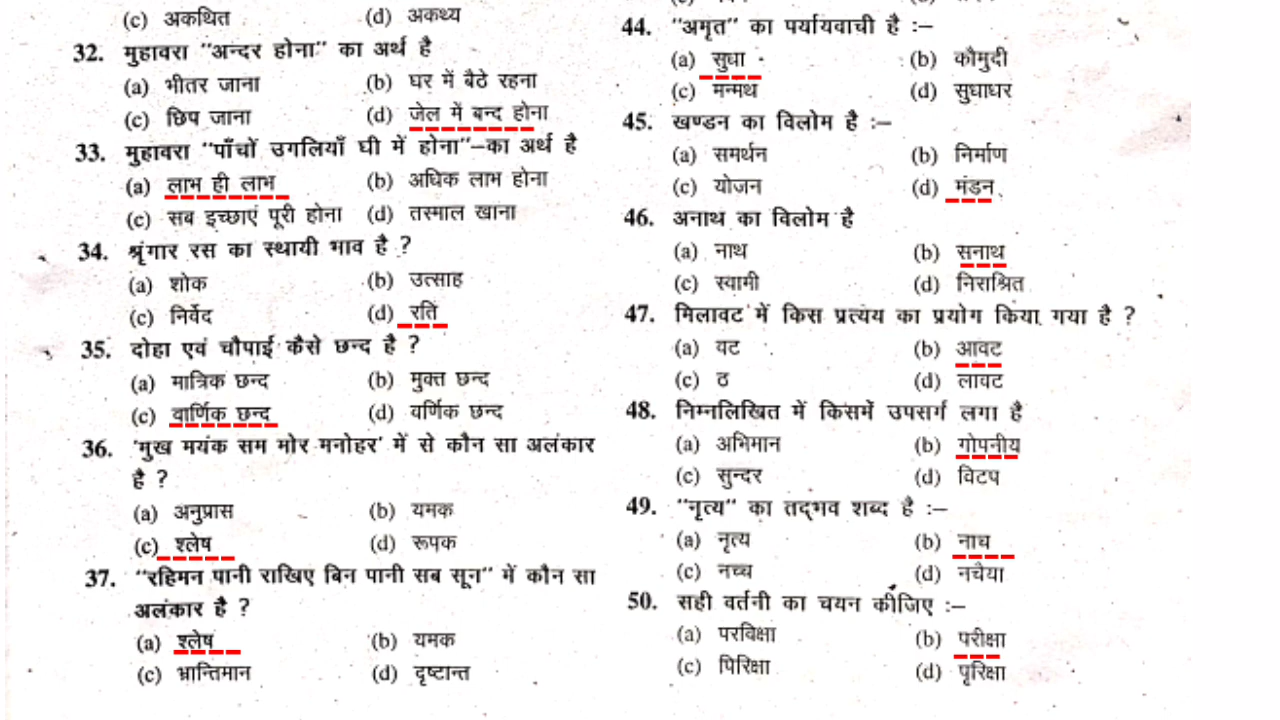 (c) अकथित (d) अकथ्य
32. मुहावरा "अन्दर होना" का अर्थ है
(a) भीतर जाना (b) घर में बैठे रहना
(c) छिप जाना (d) जेल में बन्द होना
33. मुहावरा "पाँचों उगलियाँ घी में होना"–का अर्थ है
(a) लाभ ही लाभ (b) अधिक लाभ होना
(c) सब इच्छाएं पूरी होना (d) तस्माल खाना
34. श्रृंगार रस का स्थायी भाव है ?
(a) शोक (b) उत्साह
(c) निर्वेद (d) रति
35. दोहा एवं चौपाई कैसे छन्द है ?
(a) मात्रिक छन्द (b) मुक्त छन्द
(c) वार्णिक छन्द (d) वर्णिक छन्द
36. 'मुख मयंक सम मोर मनोहर' में से कौन सा अलंकार
है ?
(a) अनुप्रास (b) यमक
(c) श्लेष (d) रूपक
37. "रहिमन पानी राखिए बिन पानी सब सून" में कौन सा
अलंकार है ?
(a) श्लेष (b) यमक
(c) भ्रान्तिमान (d) दृष्टान्त
44. "अमृत" का पर्यायवाची है :–
(a) सुधा (b) कौमुदी
(c) मन्मथ (d) सुधाधर
45. खण्डन का विलोम है :–
(a) समर्थन (b) निर्माण
(c) योजन (d) मंडन
46. अनाथ का विलोम है
(a) नाथ (b) सनाथ
(c) स्वामी (d) निराश्रित
47. मिलावट में किस प्रत्यय का प्रयोग किया गया है ?
(a) वट (b) आवट
(c) ठ (d) लावट
48. निम्नलिखित में किसमें उपसर्ग लगा है
(a) अभिमान (b) गोपनीय
(c) सुन्दर (d) विटप
49. "नृत्य" का तद्भव शब्द है :–
(a) नृत्य (b) नाच
(c) नच्च (d) नचैया
50. सही वर्तनी का चयन कीजिए :–
(a) परविक्षा (b) परीक्षा
(c) पिरिक्षा (d) पृरिक्षा